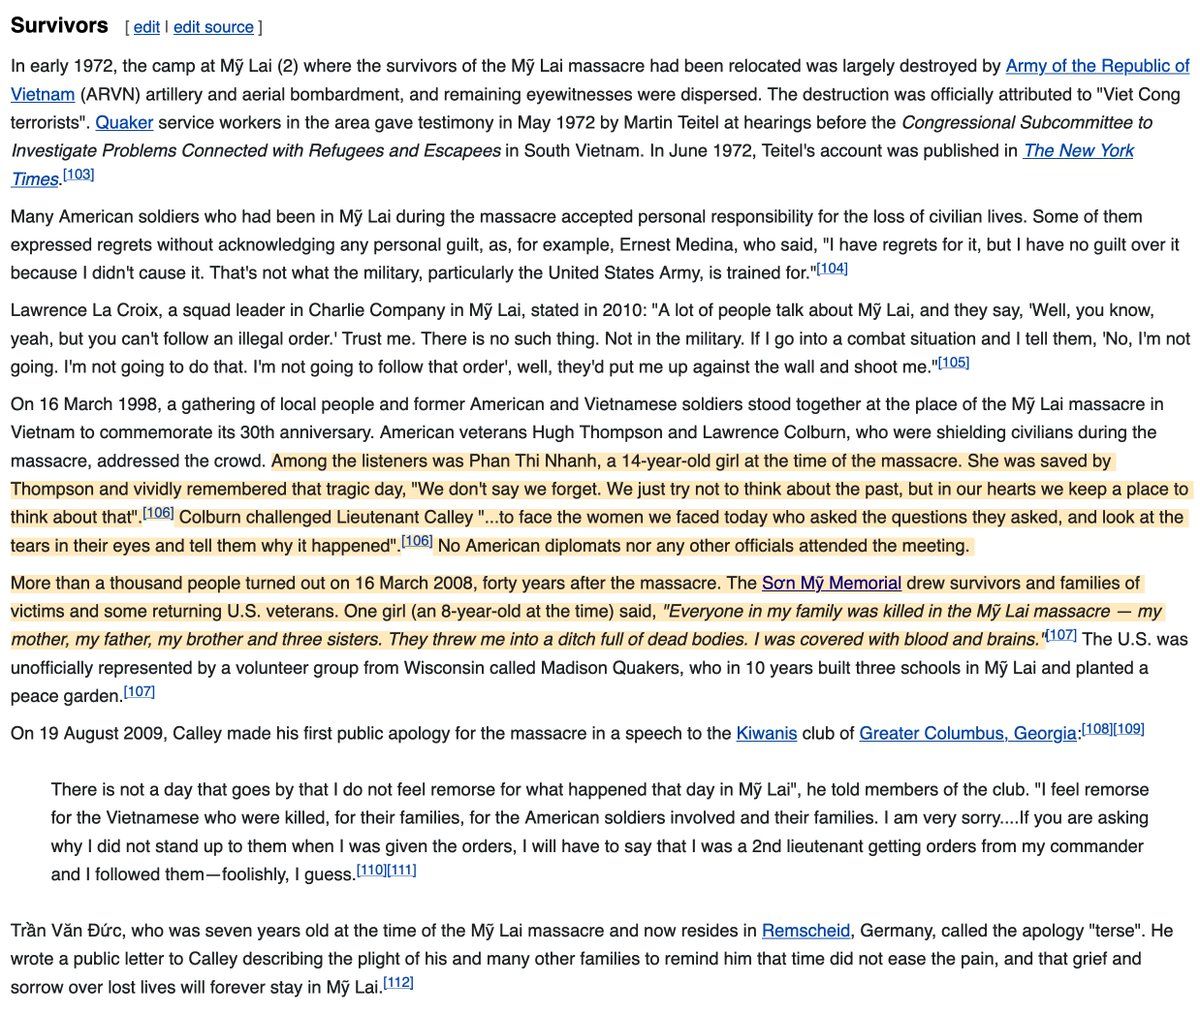 Survivors [ edit | edit source ]
In early 1972, the camp at Mỹ Lai (2) where the survivors of the Mỹ Lai massacre had been relocated was largely destroyed by Army of the Republic of
Vietnam (ARVN) artillery and aerial bombardment, and remaining eyewitnesses were dispersed. The destruction was officially attributed to "Viet Cong
terrorists". Quaker service workers in the area gave testimony in May 1972 by Martin Teitel at hearings before the Congressional Subcommittee to
Investigate Problems Connected with Refugees and Escapees in South Vietnam. In June 1972, Teitel's account was published in The New York
Times.[103]
Many American soldiers who had been in Mỹ Lai during the massacre accepted personal responsibility for the loss of civilian lives. Some of them
expressed regrets without acknowledging any personal guilt, as, for example, Ernest Medina, who said, "I have regrets for it, but I have no guilt over it
because I didn't cause it. That's not what the military, particularly the United States Army, is trained for."[104]
Lawrence La Croix, a squad leader in Charlie Company in Mỹ Lai, stated in 2010: "A lot of people talk about Mỹ Lai, and they say, 'Well, you know,
yeah, but you can't follow an illegal order.' Trust me. There is no such thing. Not in the military. If I go into a combat situation and I tell them, 'No, I'm not
going. I'm not going to do that. I'm not going to follow that order', well, they'd put me up against the wall and shoot me."[105]
On 16 March 1998, a gathering of local people and former American and Vietnamese soldiers stood together at the place of the Mỹ Lai massacre in
Vietnam to commemorate its 30th anniversary. American veterans Hugh Thompson and Lawrence Colburn, who were shielding civilians during the
massacre, addressed the crowd. Among the listeners was Phan Thi Nhanh, a 14-year-old girl at the time of the massacre. She was saved by
Thompson and vividly remembered that tragic day, "We don't say we forget. We just try not to think about the past, but in our hearts we keep a place to
think about that".[106] Colburn challenged Lieutenant Calley "...to face the women we faced today who asked the questions they asked, and look at the
tears in their eyes and tell them why it happened".[106] No American diplomats nor any other officials attended the meeting.
More than a thousand people turned out on 16 March 2008, forty years after the massacre. The Sơn Mỹ Memorial drew survivors and families of
victims and some returning U.S. veterans. One girl (an 8-year-old at the time) said, "Everyone in my family was killed in the Mỹ Lai massacre — my
mother, my father, my brother and three sisters. They threw me into a ditch full of dead bodies. I was covered with blood and brains."[107] The U.S. was
unofficially represented by a volunteer group from Wisconsin called Madison Quakers, who in 10 years built three schools in Mỹ Lai and planted a
peace garden.[107]
On 19 August 2009, Calley made his first public apology for the massacre in a speech to the Kiwanis club of Greater Columbus, Georgia:[108][109]
There is not a day that goes by that I do not feel remorse for what happened that day in Mỹ Lai", he told members of the club. "I feel remorse
for the Vietnamese who were killed, for their families, for the American soldiers involved and their families. I am very sorry....If you are asking
why I did not stand up to them when I was given the orders, I will have to say that I was a 2nd lieutenant getting orders from my commander
and I followed them—foolishly, I guess.[110][111]
Trần Văn Đức, who was seven years old at the time of the Mỹ Lai massacre and now resides in Remscheid, Germany, called the apology "terse". He
wrote a public letter to Calley describing the plight of his and many other families to remind him that time did not ease the pain, and that grief and
sorrow over lost lives will forever stay in Mỹ Lai.[112]